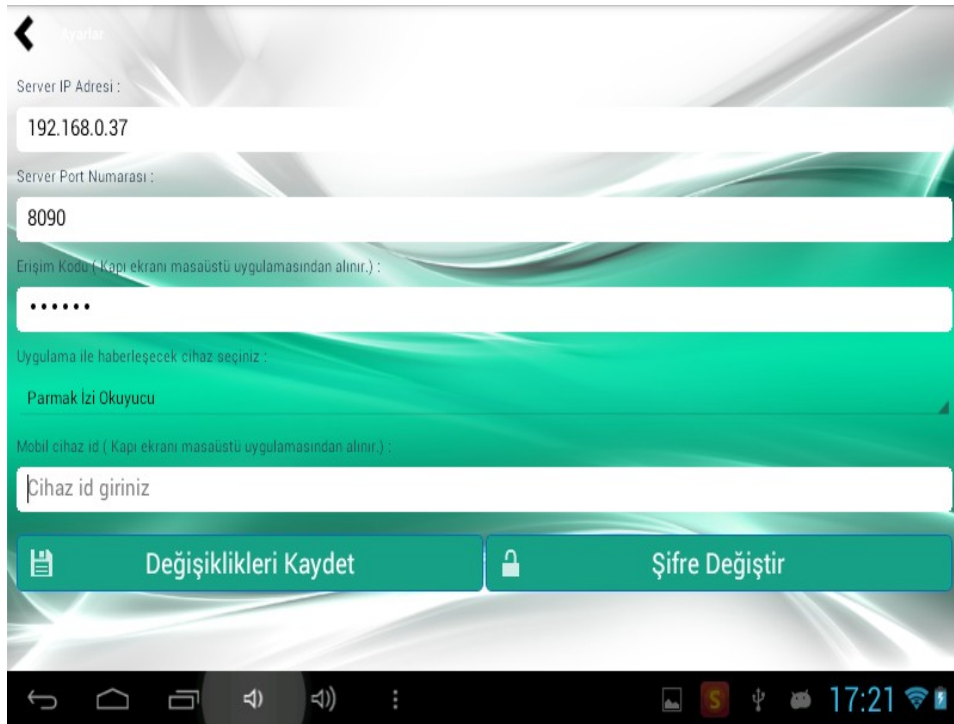 Ayarlar
Server IP Adresi :
192.168.0.37
Server Port Numarası :
8090
Erişim Kodu ( Kapı ekranı masaüstü uygulamasından alınır.) :
••••••
Uygulama ile haberleşecek cihaz seçiniz :
Parmak İzi Okuyucu
Mobil cihaz id ( Kapı ekranı masaüstü uygulamasından alınır.) :
Cihaz id giriniz
Değişiklikleri Kaydet
Şifre Değiştir
S
17:21